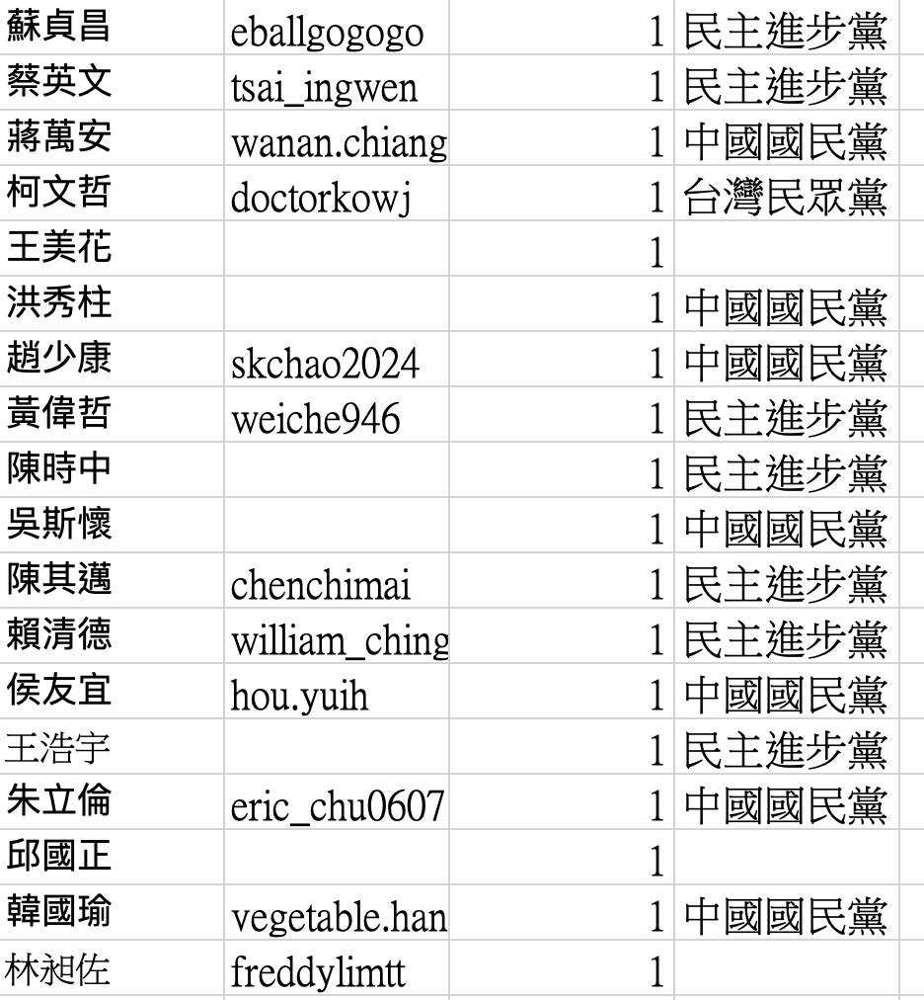 蘇貞昌 eballgogogo 1 民主進步黨
蔡英文 tsai_ingwen 1 民主進步黨
蔣萬安 wanan.chiang 1 中國國民黨
柯文哲 doctorkowj 1 台灣民眾黨
王美花 1
洪秀柱 1 中國國民黨
趙少康 skchao2024 1 中國國民黨
黃偉哲 weiche946 1 民主進步黨
陳時中 1 民主進步黨
吳斯懷 1 中國國民黨
陳其邁 chenchimai 1 民主進步黨
賴清德 william_ching 1 民主進步黨
侯友宜 hou.yuih 1 中國國民黨
王浩宇 1 民主進步黨
朱立倫 eric_chu0607 1 中國國民黨
邱國正 1
韓國瑜 vegetable.han 1 中國國民黨
林昶佐 freddylimtt 1